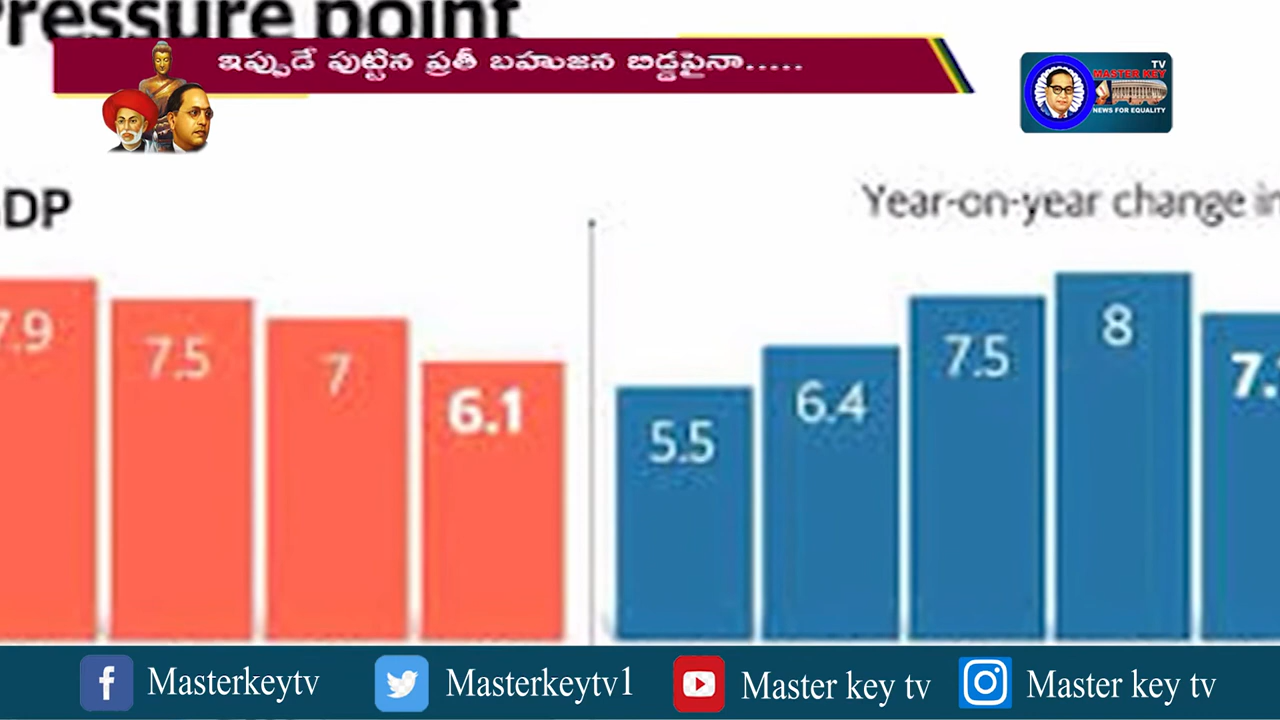 Pressure point
ఇప్పుడే పుట్టిన ప్రతీ బహుజన బిడ్డపైనా.....
TV
MASTER KEY
NEWS FOR EQUALITY
GDP
Year-on-year change in
7.9
7.5
7
6.1
5.5
6.4
7.5
8
Masterkeytv
Masterkeytv1
Master key tv
Master key tv